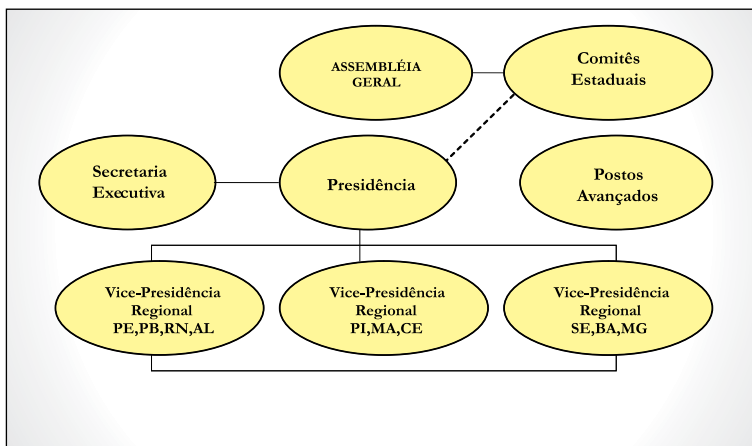 ASSEMBLÉIA
GERAL
Comitês
Estaduais
Secretaria
Executiva
Presidência
Postos
Avançados
Vice-Presidência
Regional
PE,PB,RN,AL
Vice-Presidência
Regional
PI,MA,CE
Vice-Presidência
Regional
SE,BA,MG